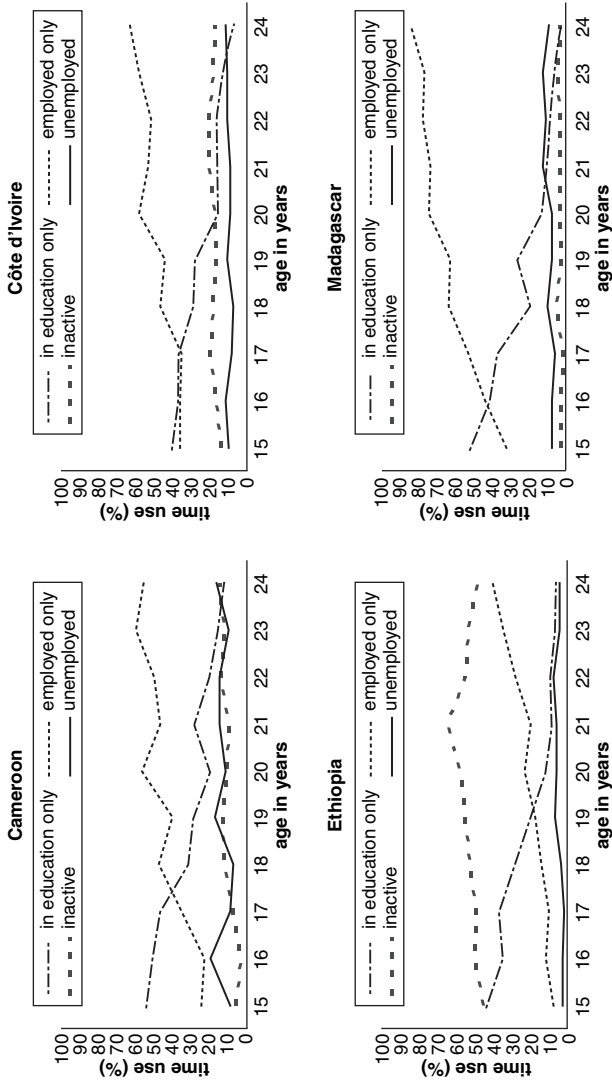 Cameroon
in education only employed only
inactive unemployed
time use (%)
100
90
80
70
60
50
40
30
20
10
0
15 16 17 18 19 20 21 22 23 24
age in years
Côte d'Ivoire
in education only employed only
inactive unemployed
time use (%)
100
90
80
70
60
50
40
30
20
10
0
15 16 17 18 19 20 21 22 23 24
age in years
Ethiopia
in education only employed only
inactive unemployed
time use (%)
100
90
80
70
60
50
40
30
20
10
0
15 16 17 18 19 20 21 22 23 24
age in years
Madagascar
in education only employed only
inactive unemployed
time use (%)
100
90
80
70
60
50
40
30
20
10
0
15 16 17 18 19 20 21 22 23 24
age in years